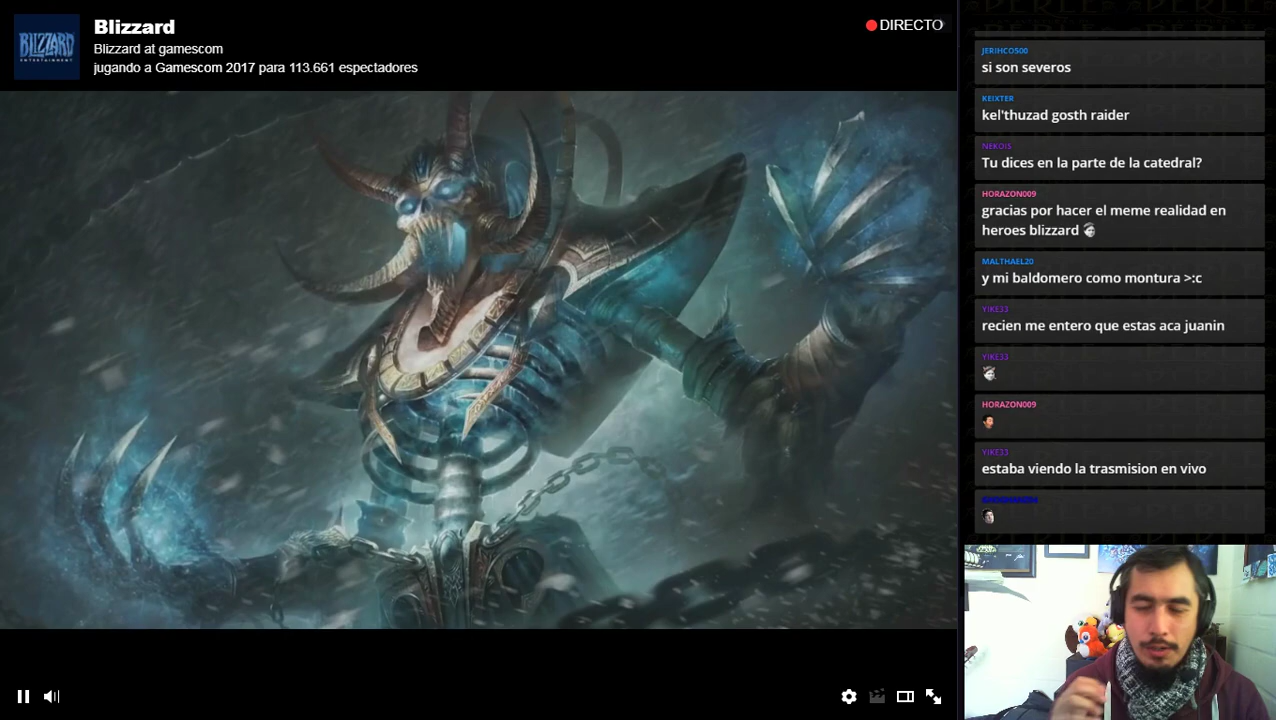 BLIZZARD
ENTERTAINMENT
Blizzard
Blizzard at gamescom
jugando a Gamescom 2017 para 113.661 espectadores
DIRECTO
JERIHCO500
si son severos
KEIXTER
kel'thuzad gosth raider
NEKOIS
Tu dices en la parte de la catedral?
HORAZON009
gracias por hacer el meme realidad en
heroes blizzard
MALTHAEL20
y mi baldomero como montura >:c
YIKE33
recien me entero que estas aca juanin
YIKE33
HORAZON009
YIKE33
estaba viendo la trasmision en vivo